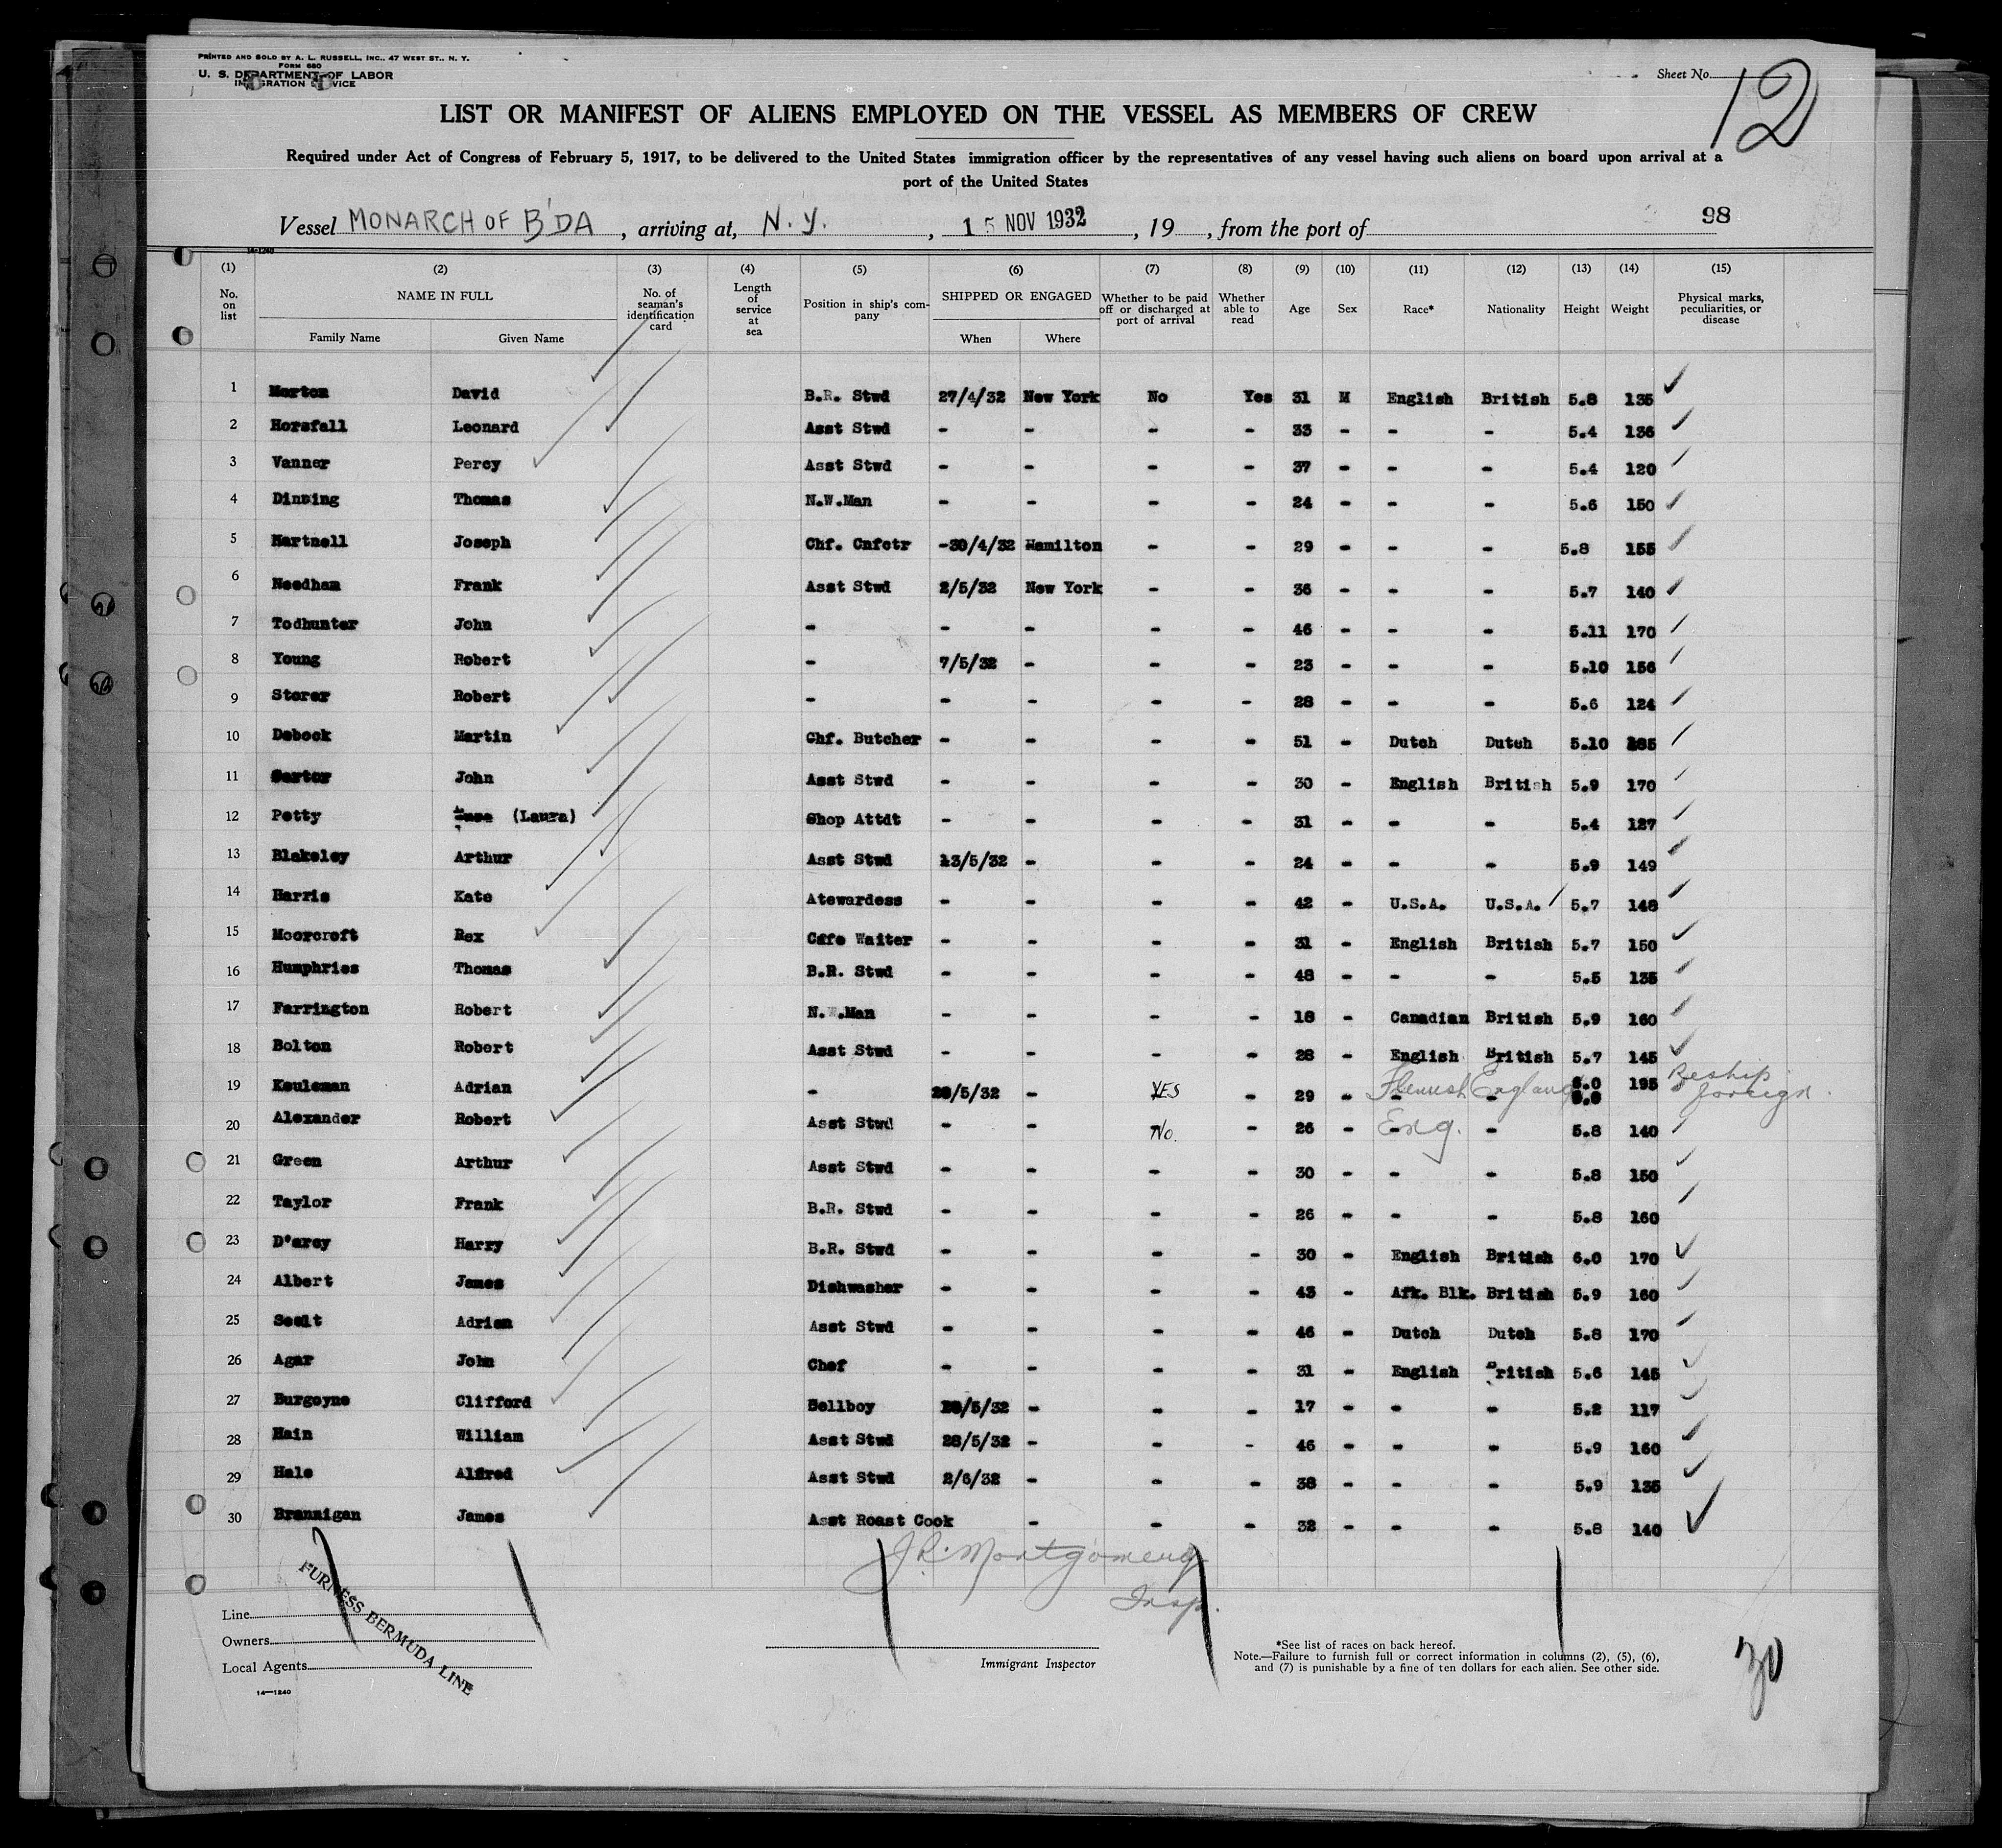 PRINTED AND SOLD BY A. L. RUSSELL, INC., 47 WEST ST., N. Y.
FORM 680
U. S. DEPARTMENT OF LABOR
IMMIGRATION SERVICE
Sheet No. 12
LIST OR MANIFEST OF ALIENS EMPLOYED ON THE VESSEL AS MEMBERS OF CREW
Required under Act of Congress of February 5, 1917, to be delivered to the United States immigration officer by the representatives of any vessel having such aliens on board upon arrival at a
port of the United States
98
Vessel MONARCH OF B'DA, arriving at, N.Y., 15 NOV 1932, 19, from the port of
14-1240
(1) (2) (3) (4) (5) (6) (7) (8) (9) (10) (11) (12) (13) (14) (15)
No. on list NAME IN FULL Family Name Given Name No. of seaman's identification card Length of service at sea Position in ship's company SHIPPED OR ENGAGED When Where Whether to be paid off or discharged at port of arrival Whether able to read Age Sex Race* Nationality Height Weight Physical marks, peculiarities, or disease
1 Morton David B.R. Stwd 27/4/32 New York No Yes 31 M English British 5.8 135
2 Horsfall Leonard Asst Stwd - - - - 33 - - - 5.4 136
3 Vanner Percy Asst Stwd - - - - 37 - - - 5.4 120
4 Dinning Thomas N.W.Man - - - - 24 - - - 5.6 150
5 Martnell Joseph Chf. Cnfctr -30/4/32 Hamilton - - 29 - - - 5.8 155
6 Needham Frank Asst Stwd 2/5/32 New York - - 36 - - - 5.7 140
7 Todhunter John - - - - - 46 - - - 5.11 170
8 Young Robert - 7/5/32 - - - 23 - - - 5.10 156
9 Storer Robert - - - - - 28 - - - 5.6 124
10 Debock Martin Chf. Butcher - - - - 51 - Dutch Dutch 5.10
11 John Asst Stwd - - - - 30 - English British 5.9 170
12 Petty (Laura) Shop Attdt - - - - 31 - - - 5.4 127
13 Blakeley Arthur Asst Stwd 13/5/32 - - - 24 - - - 5.9 149
14 Harris Kate Atewardess - - - - 42 - U.S.A. U.S.A. 5.7 148
15 Moorcroft Rex Cafe Waiter - - - - 31 - English British 5.7 150
16 Humphries Thomas B.R. Stwd - - - - 48 - - - 5.5 135
17 Farrington Robert N.W.Man - - - - 18 - Canadian British 5.9 160
18 Bolton Robert Asst Stwd - - - - 28 - English British 5.7 145
19 Keuleman Adrian - 20/5/32 - YES - 29 - Flemish England 6.0 195 Reship foreign
20 Alexander Robert Asst Stwd - - No. - 26 - Eng. - 5.8 140
21 Green Arthur Asst Stwd - - - - 30 - - - 5.8 150
22 Taylor Frank B.R. Stwd - - - - 26 - - - 5.8 160
23 D'arcy Harry B.R. Stwd - - - - 30 - English British 6.0 170
24 Albert James Dishwasher - - - - 43 - Afk. Blk. British 5.9 160
25 Adrian Asst Stwd - - - - 46 - Dutch Dutch 5.8 170
26 Agar John Chef - - - - 31 - English British 5.6 145
27 Burgoyne Clifford Bellboy - - - 17 - - - 5.2 117
28 Hain William Asst Stwd 28/5/32 - - - 46 - - - 5.9 160
29 Hale Alfred Asst Stwd 2/6/32 - - - 38 - - - 5.9 135
30 Brannigan James Asst Roast Cook - - - 32 - - - 5.8 140
J.R. Montgomery
Insp.
FURNESS BERMUDA LINE
Line
Owners
Local Agents
Immigrant Inspector
14—1240
*See list of races on back hereof.
Note.—Failure to furnish full or correct information in columns (2), (5), (6),
and (7) is punishable by a fine of ten dollars for each alien. See other side.
30